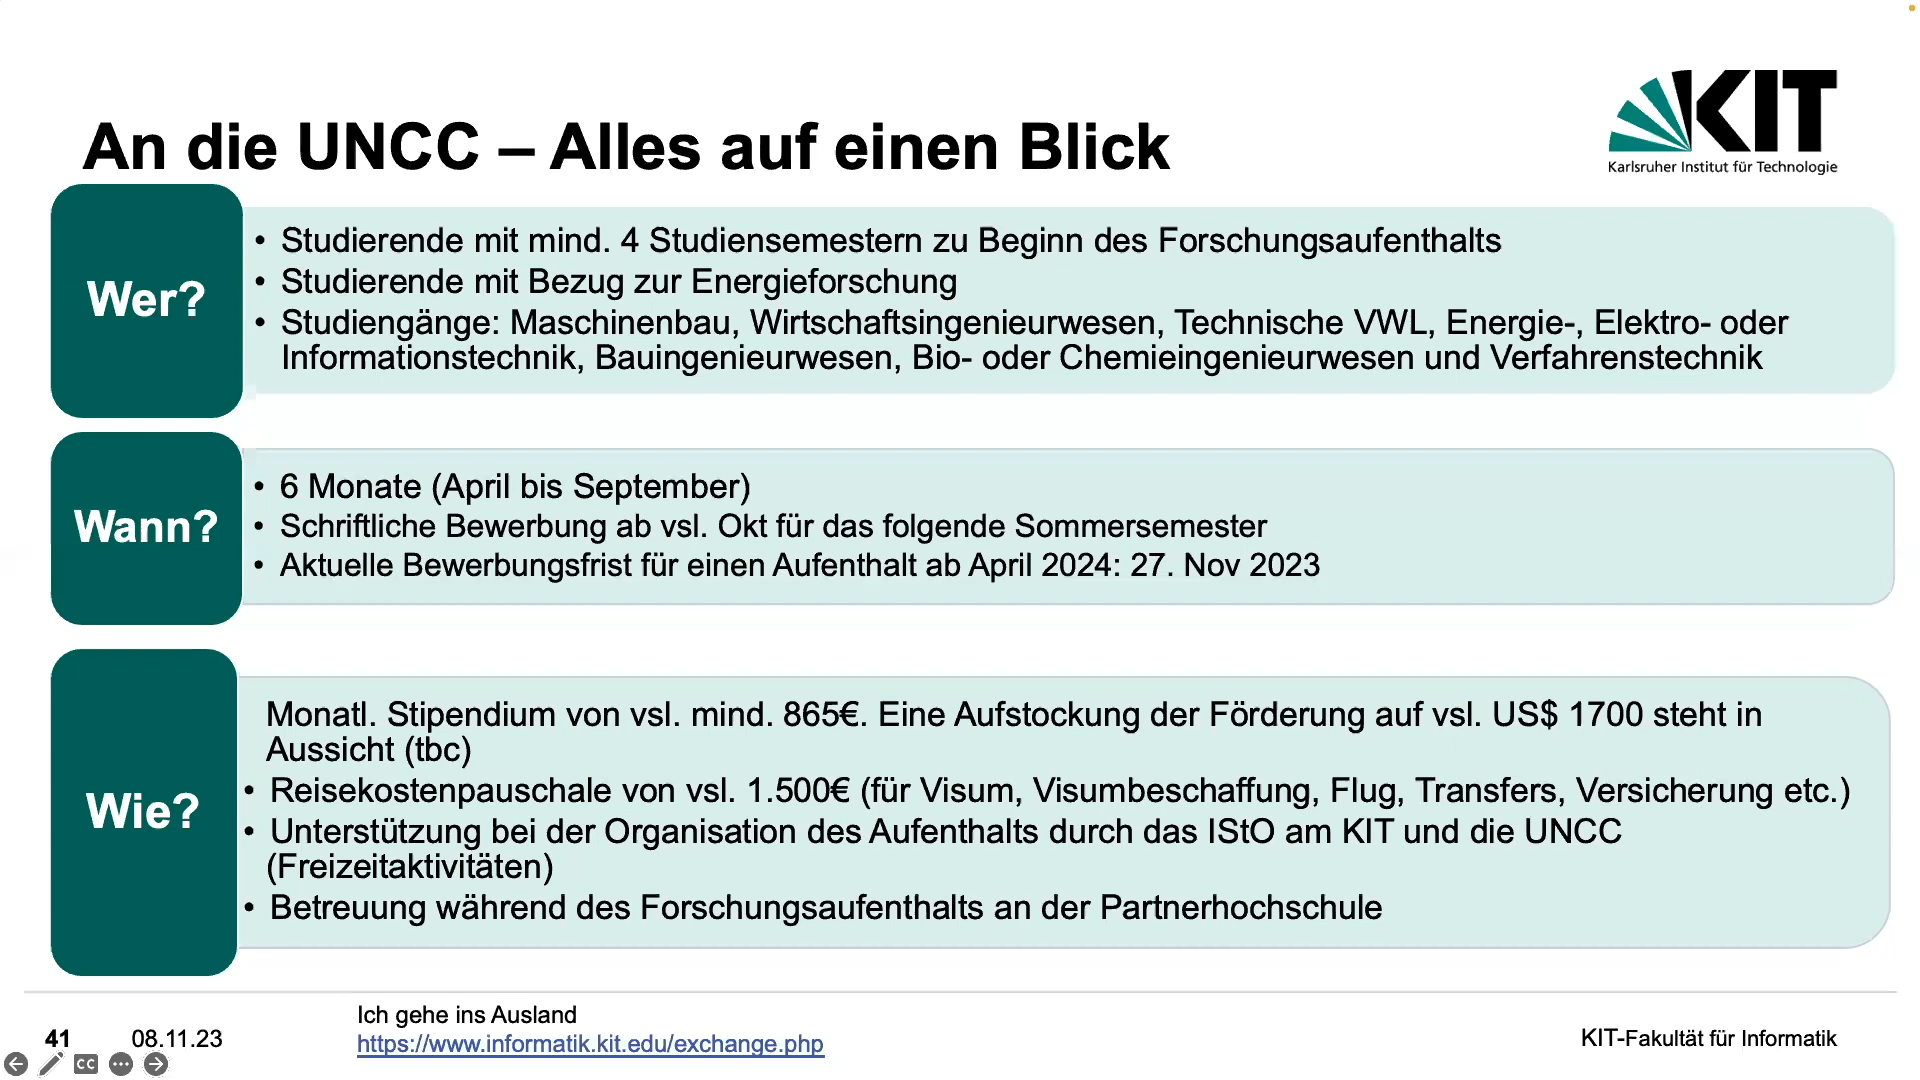 KIT
Karlsruher Institut für Technologie
An die UNCC – Alles auf einen Blick
Wer?
• Studierende mit mind. 4 Studiensemestern zu Beginn des Forschungsaufenthalts
• Studierende mit Bezug zur Energieforschung
• Studiengänge: Maschinenbau, Wirtschaftsingenieurwesen, Technische VWL, Energie-, Elektro- oder
Informationstechnik, Bauingenieurwesen, Bio- oder Chemieingenieurwesen und Verfahrenstechnik
Wann?
• 6 Monate (April bis September)
• Schriftliche Bewerbung ab vsl. Okt für das folgende Sommersemester
• Aktuelle Bewerbungsfrist für einen Aufenthalt ab April 2024: 27. Nov 2023
Wie?
Monatl. Stipendium von vsl. mind. 865€. Eine Aufstockung der Förderung auf vsl. US$ 1700 steht in
Aussicht (tbc)
• Reisekostenpauschale von vsl. 1.500€ (für Visum, Visumbeschaffung, Flug, Transfers, Versicherung etc.)
• Unterstützung bei der Organisation des Aufenthalts durch das IStO am KIT und die UNCC
(Freizeitaktivitäten)
• Betreuung während des Forschungsaufenthalts an der Partnerhochschule
41
08.11.23
Ich gehe ins Ausland
https://www.informatik.kit.edu/exchange.php
KIT-Fakultät für Informatik
CC